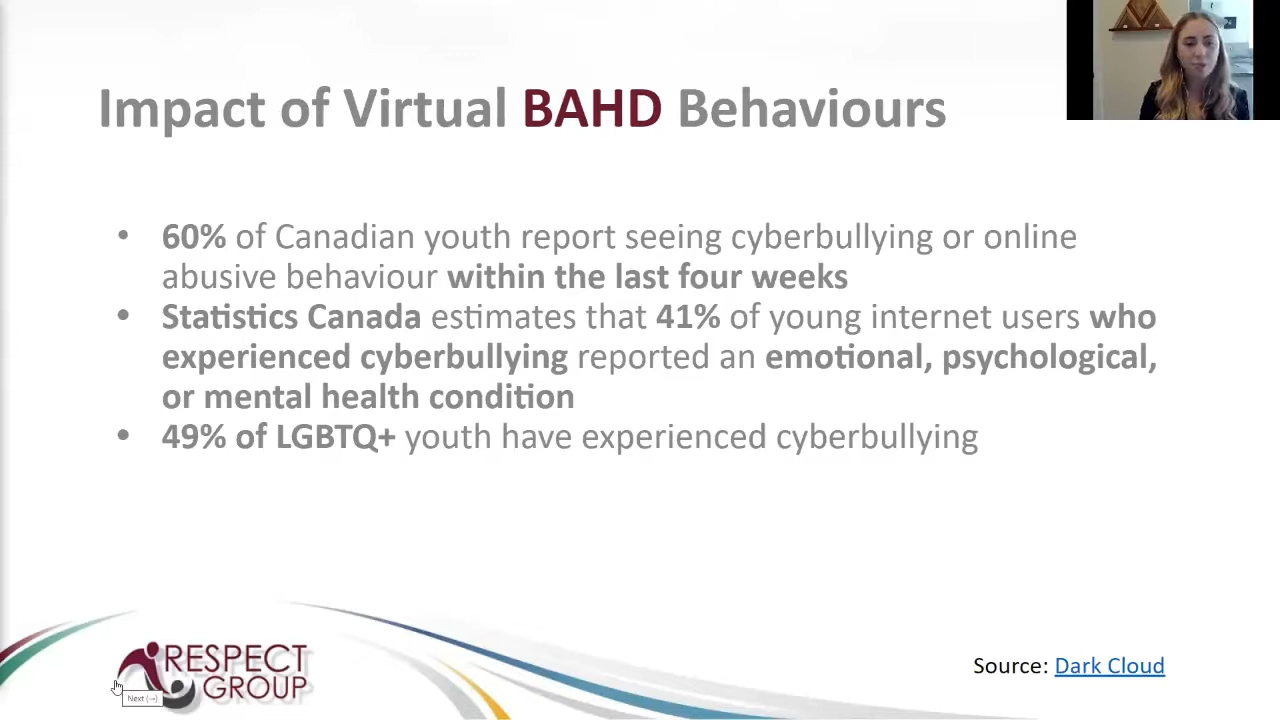 Impact of Virtual BAHD Behaviours
• 60% of Canadian youth report seeing cyberbullying or online
abusive behaviour within the last four weeks
• Statistics Canada estimates that 41% of young internet users who
experienced cyberbullying reported an emotional, psychological,
or mental health condition
• 49% of LGBTQ+ youth have experienced cyberbullying
RESPECT
GROUP
Next (→)
Source: Dark Cloud